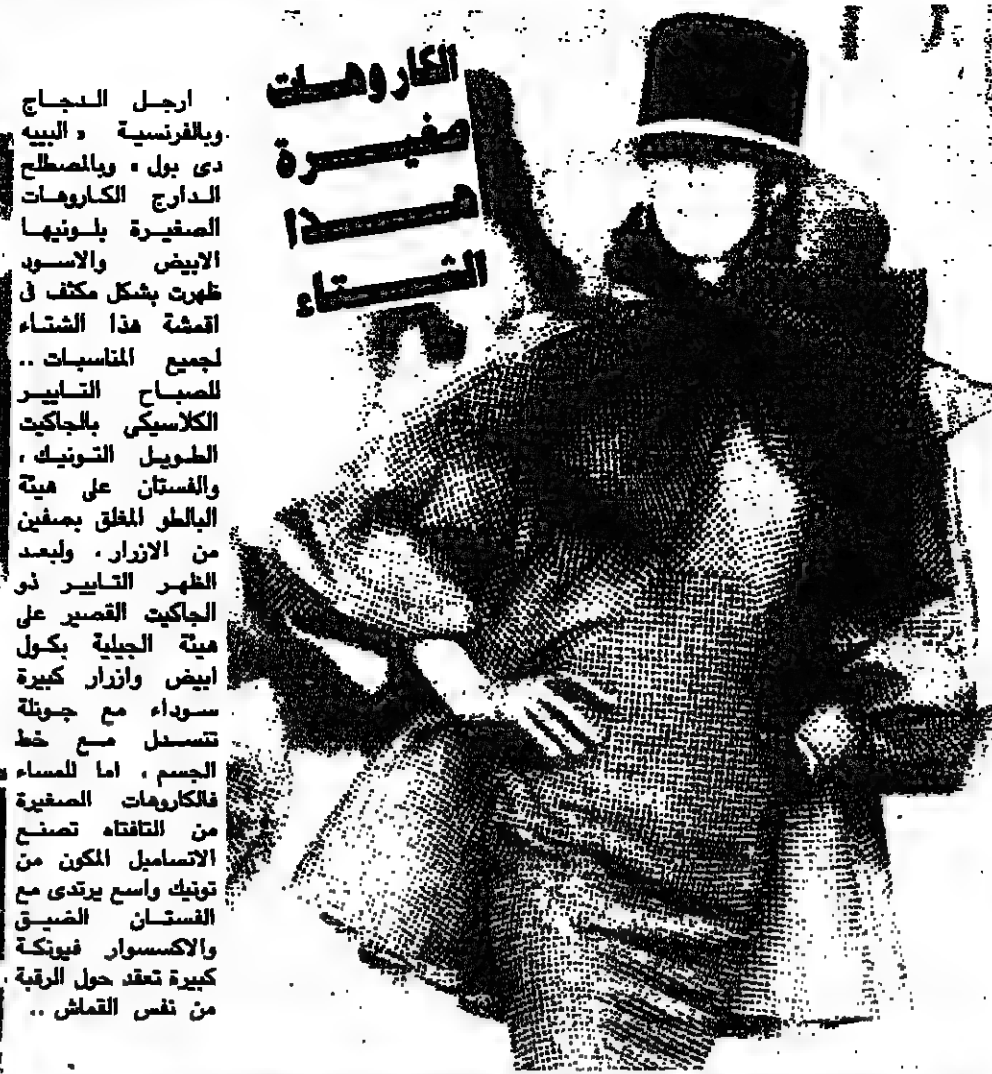 الكاروهات
صغيرة
هذا
الشتاء
ارجل الدجاج
وبالفرنسية « البييه
دى بول » وبالمصطلح
الدارج الكاروهات
الصغيرة بلونيها
الابيض والاسود
ظهرت بشكل مكثف فى
اقمشة هذا الشتاء
لجميع المناسبات ..
للصباح التايير
الكلاسيكى بالجاكيت
الطويل التونيك ،
والفستان على هيئة
البالطو المغلق بصفين
من الازرار ، ولبعد
الظهر التايير ذو
الجاكيت القصير على
هيئة الجيلية بكول
ابيض وازرار كبيرة
سوداء مع جونلة
تنسدل مع خط
الجسم ، اما للمساء
فالكاروهات الصغيرة
من التافتاه تصنع
الانسامبل المكون من
تونيك واسع يرتدى مع
الفستان الضيق
والاكسسوار فيونكة
كبيرة تعقد حول الرقبة
من نفس القماش ..